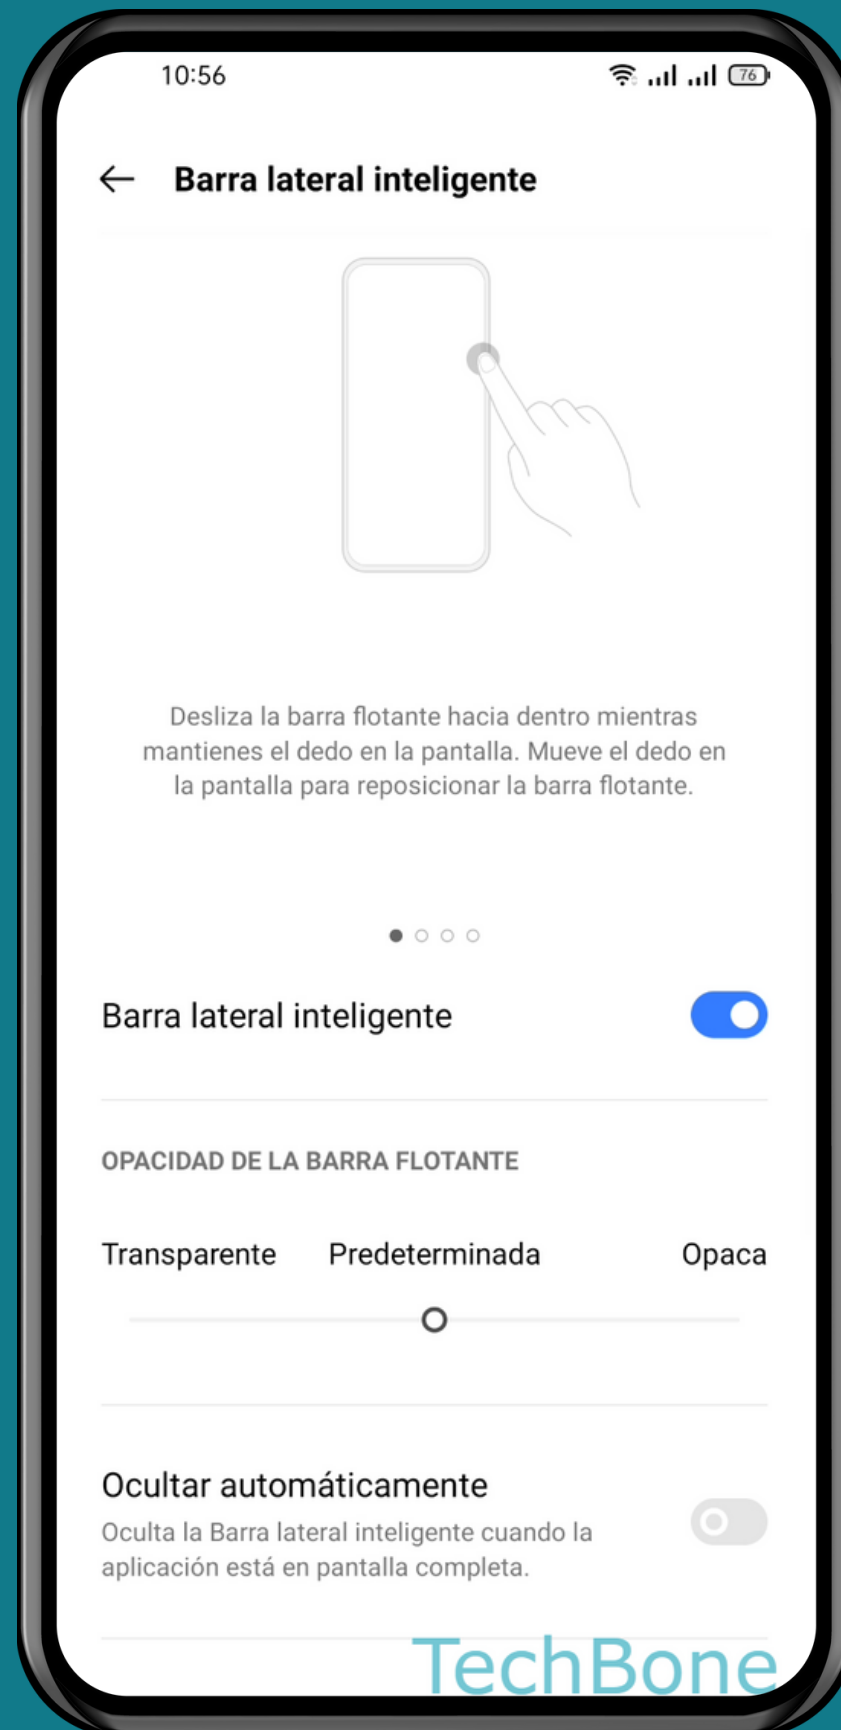 10:56
76
Barra lateral inteligente
Desliza la barra flotante hacia dentro mientras
mantienes el dedo en la pantalla. Mueve el dedo en
la pantalla para reposicionar la barra flotante.
Barra lateral inteligente
OPACIDAD DE LA BARRA FLOTANTE
Transparente Predeterminada Opaca
Ocultar automáticamente
Oculta la Barra lateral inteligente cuando la
aplicación está en pantalla completa.
TechBone